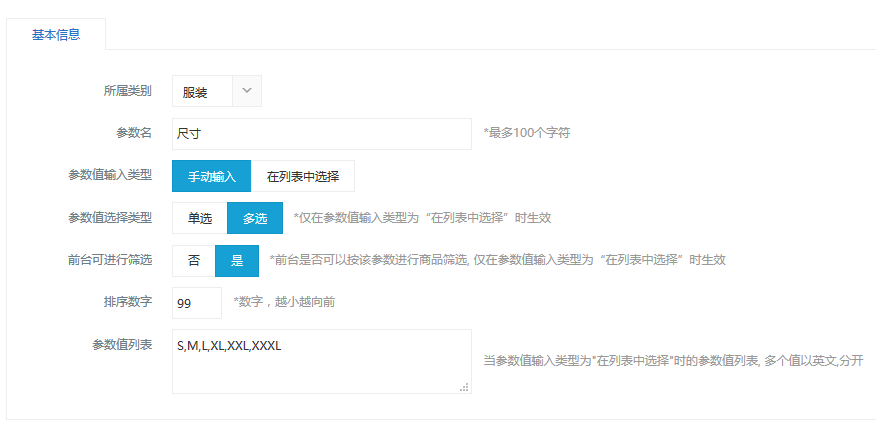 基本信息
所属类别 服装
参数名 尺寸 *最多100个字符
参数值输入类型 手动输入 在列表中选择
参数值选择类型 单选 多选 *仅在参数值输入类型为“在列表中选择”时生效
前台可进行筛选 否 是 *前台是否可以按该参数进行商品筛选, 仅在参数值输入类型为“在列表中选择”时生效
排序数字 99 *数字，越小越向前
参数值列表 S,M,L,XL,XXL,XXXL 当参数值输入类型为"在列表中选择"时的参数值列表, 多个值以英文,分开